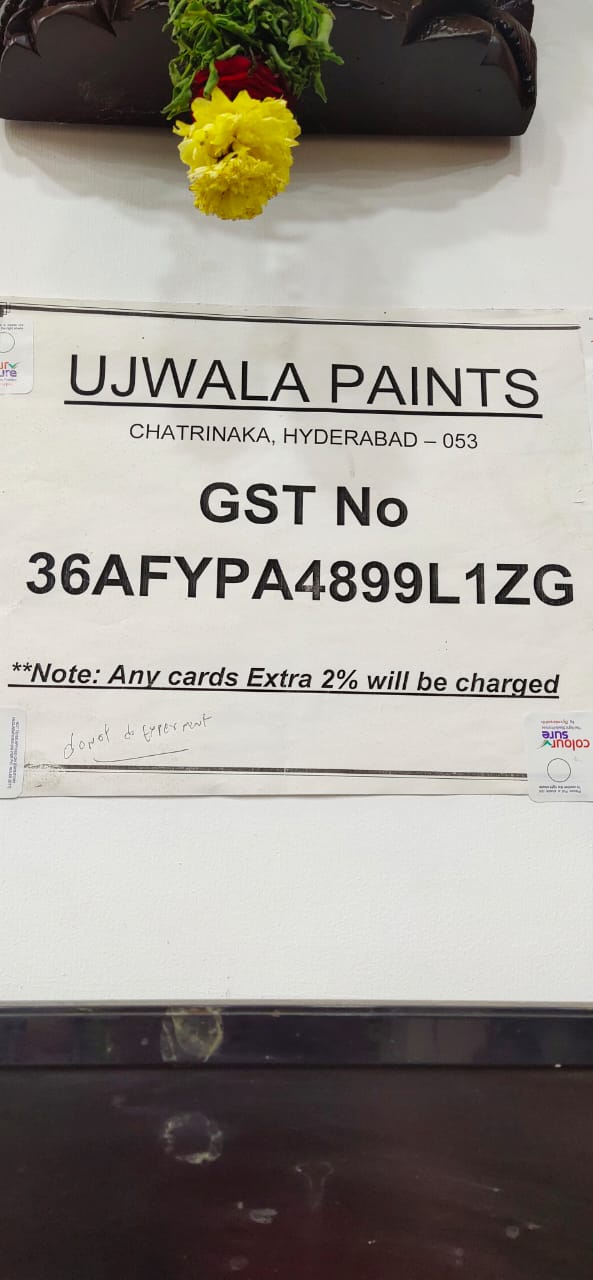 UJWALA PAINTS
CHATRINAKA, HYDERABAD – 053
GST No
36AFYPA4899L1ZG
**Note: Any cards Extra 2% will be charged
donot do Experment
colour
sure